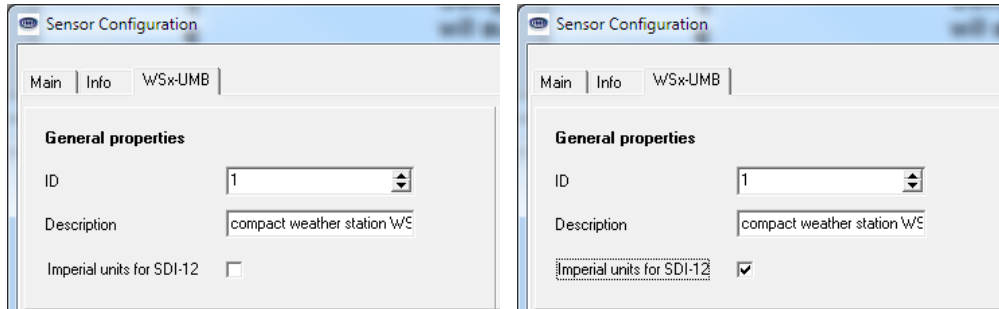 Sensor Configuration
Main Info WSx-UMB
General properties
ID 1
Description compact weather station WS
Imperial units for SDI-12
Sensor Configuration
Main Info WSx-UMB
General properties
ID 1
Description compact weather station WS
Imperial units for SDI-12